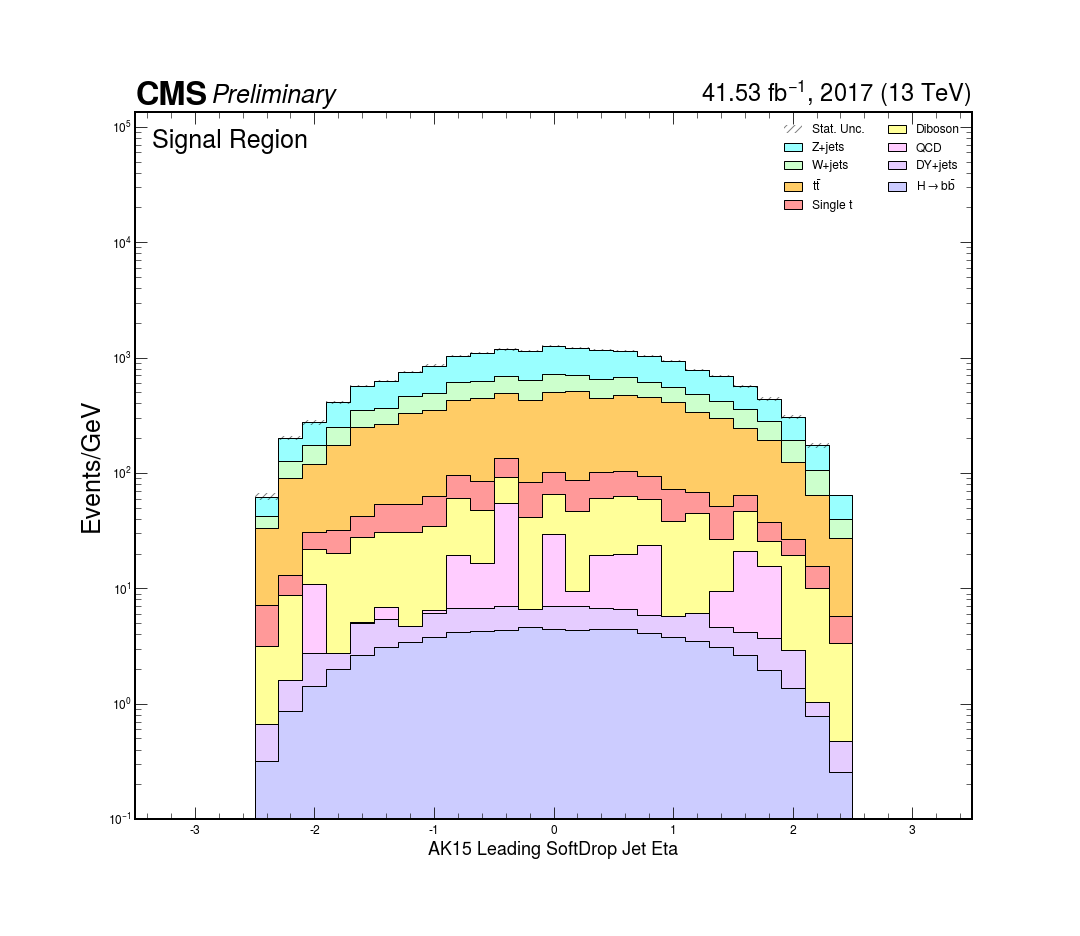 CMS Preliminary
41.53 fb⁻¹, 2017 (13 TeV)
Signal Region
Stat. Unc.
Z+jets
W+jets
tt̄
Single t
Diboson
QCD
DY+jets
H→bb̄
Events/GeV
10⁵
10⁴
10³
10²
10¹
10⁰
10⁻¹
-3 -2 -1 0 1 2 3
AK15 Leading SoftDrop Jet Eta